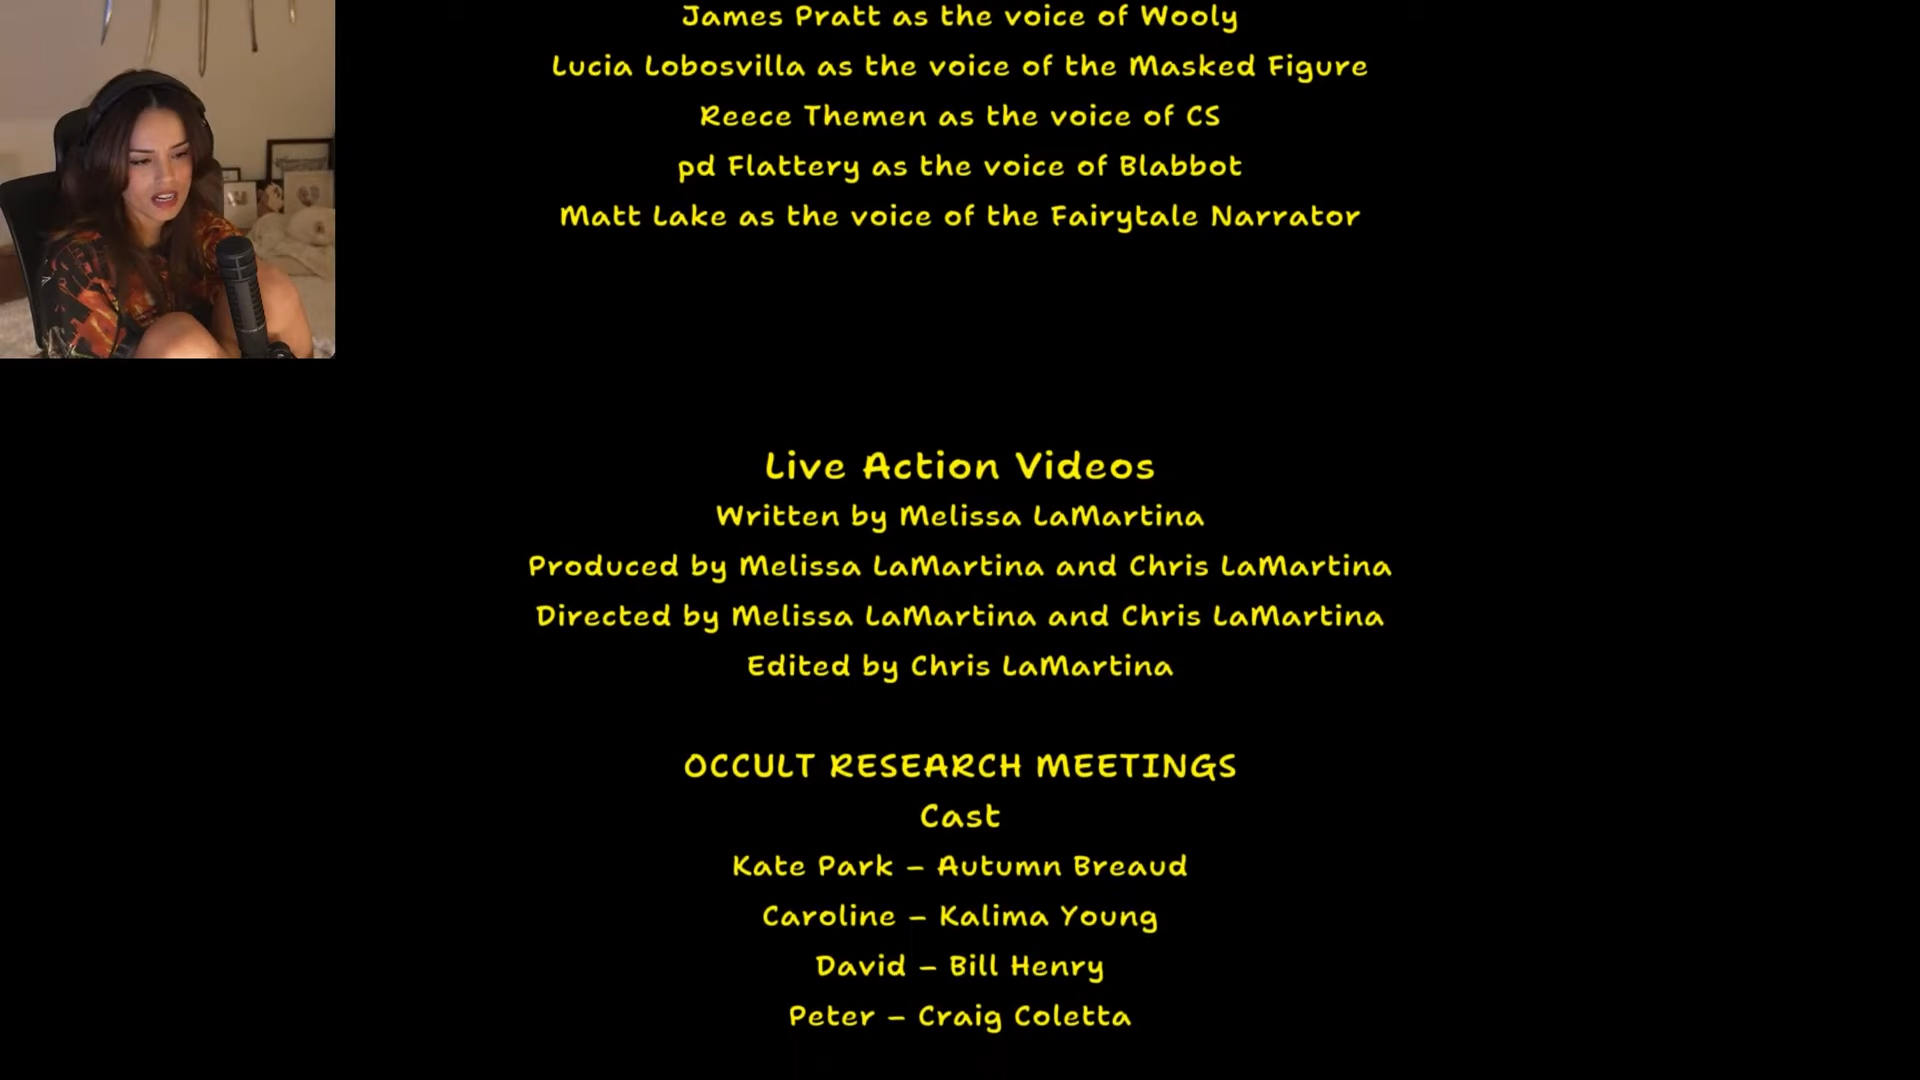 James Pratt as the voice of Wooly
Lucia Lobosvilla as the voice of the Masked Figure
Reece Themen as the voice of CS
pd Flattery as the voice of Blabbot
Matt Lake as the voice of the Fairytale Narrator
Live Action Videos
Written by Melissa LaMartina
Produced by Melissa LaMartina and Chris LaMartina
Directed by Melissa LaMartina and Chris LaMartina
Edited by Chris LaMartina
OCCULT RESEARCH MEETINGS
Cast
Kate Park – Autumn Breaud
Caroline – Kalima Young
David – Bill Henry
Peter – Craig Coletta